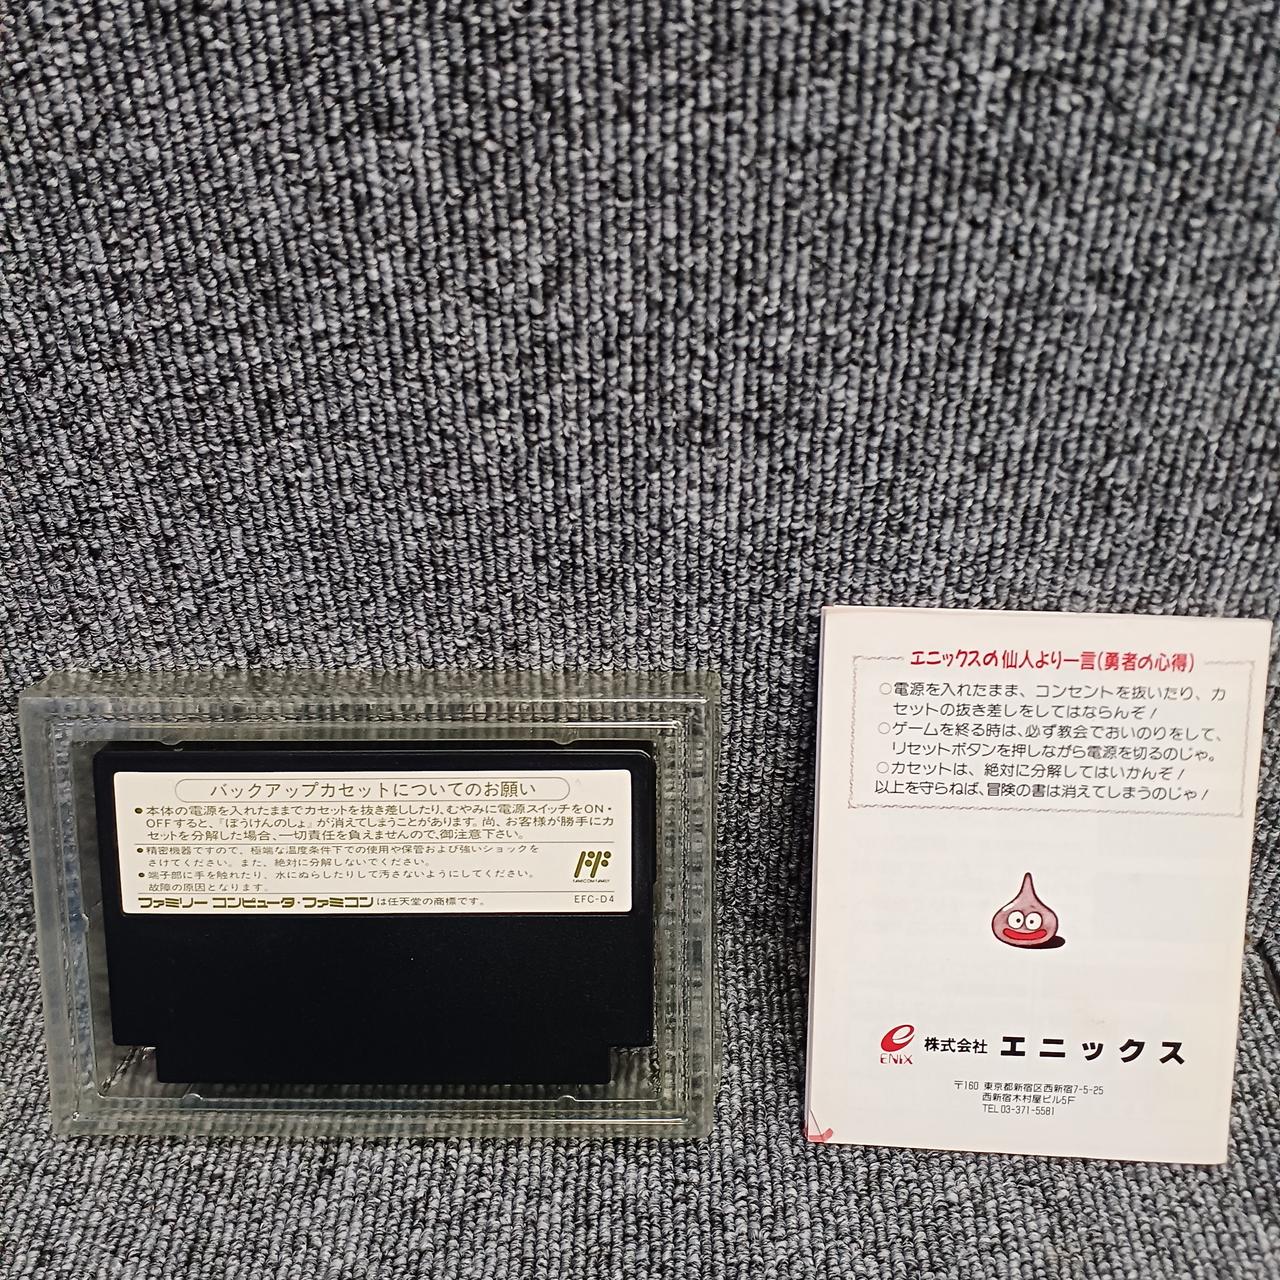 バックアップカセットについてのお願い
●本体の電源を入れたままでカセットを抜き差ししたり、むやみに電源スイッチをON・
OFFすると、『ぼうけんのしょ』が消えてしまうことがあります。尚、お客様が勝手にカ
セットを分解した場合、一切責任を負えませんので、御注意下さい。
●精密機器ですので、極端な温度条件下での使用や保管および強いショックを
さけてください。また、絶対に分解しないでください。
●端子部に手を触れたり、水にぬらしたりして汚さないようにしてください。
故障の原因となります。
FAMICOM FAMILY
ファミリーコンピュータ・ファミコンは任天堂の商標です。
EFC-D4
エニックスの仙人より一言(勇者の心得)
○電源を入れたまま、コンセントを抜いたり、カ
セットの抜き差しをしてはならんぞ!
○ゲームを終る時は、必ず教会でおいのりをして、
リセットボタンを押しながら電源を切るのじゃ。
○カセットは、絶対に分解してはいかんぞ!
以上を守らねば、冒険の書は消えてしまうのじゃ!
ENIX 株式会社 エニックス
〒160 東京都新宿区西新宿7-5-25
西新宿木村屋ビル5F
TEL 03-371-5581